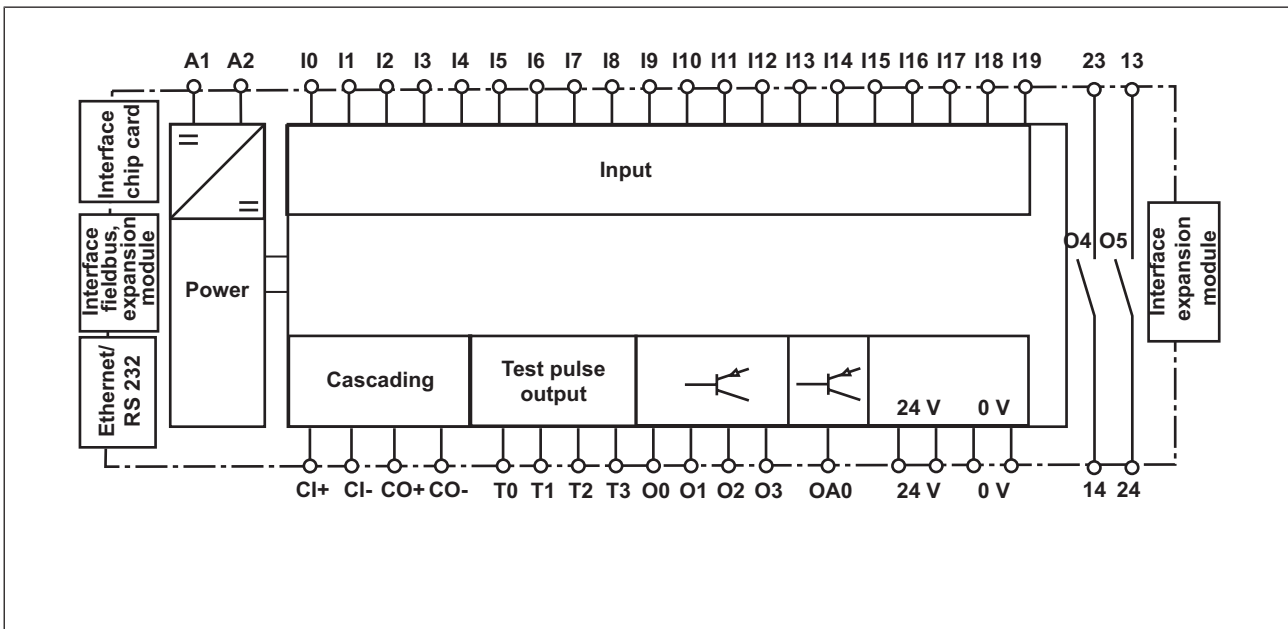 A1 A2 I0 I1 I2 I3 I4 I5 I6 I7 I8 I9 I10 I11 I12 I13 I14 I15 I16 I17 I18 I19 23 13
Interface
chip card
Interface
fieldbus,
expansion
module
Ethernet/
RS 232
Power
Input
O4 O5
Interface
expansion
module
Cascading
Test pulse
output
24 V 0 V
CI+ CI- CO+ CO- T0 T1 T2 T3 O0 O1 O2 O3 OA0 24 V 0 V 14 24